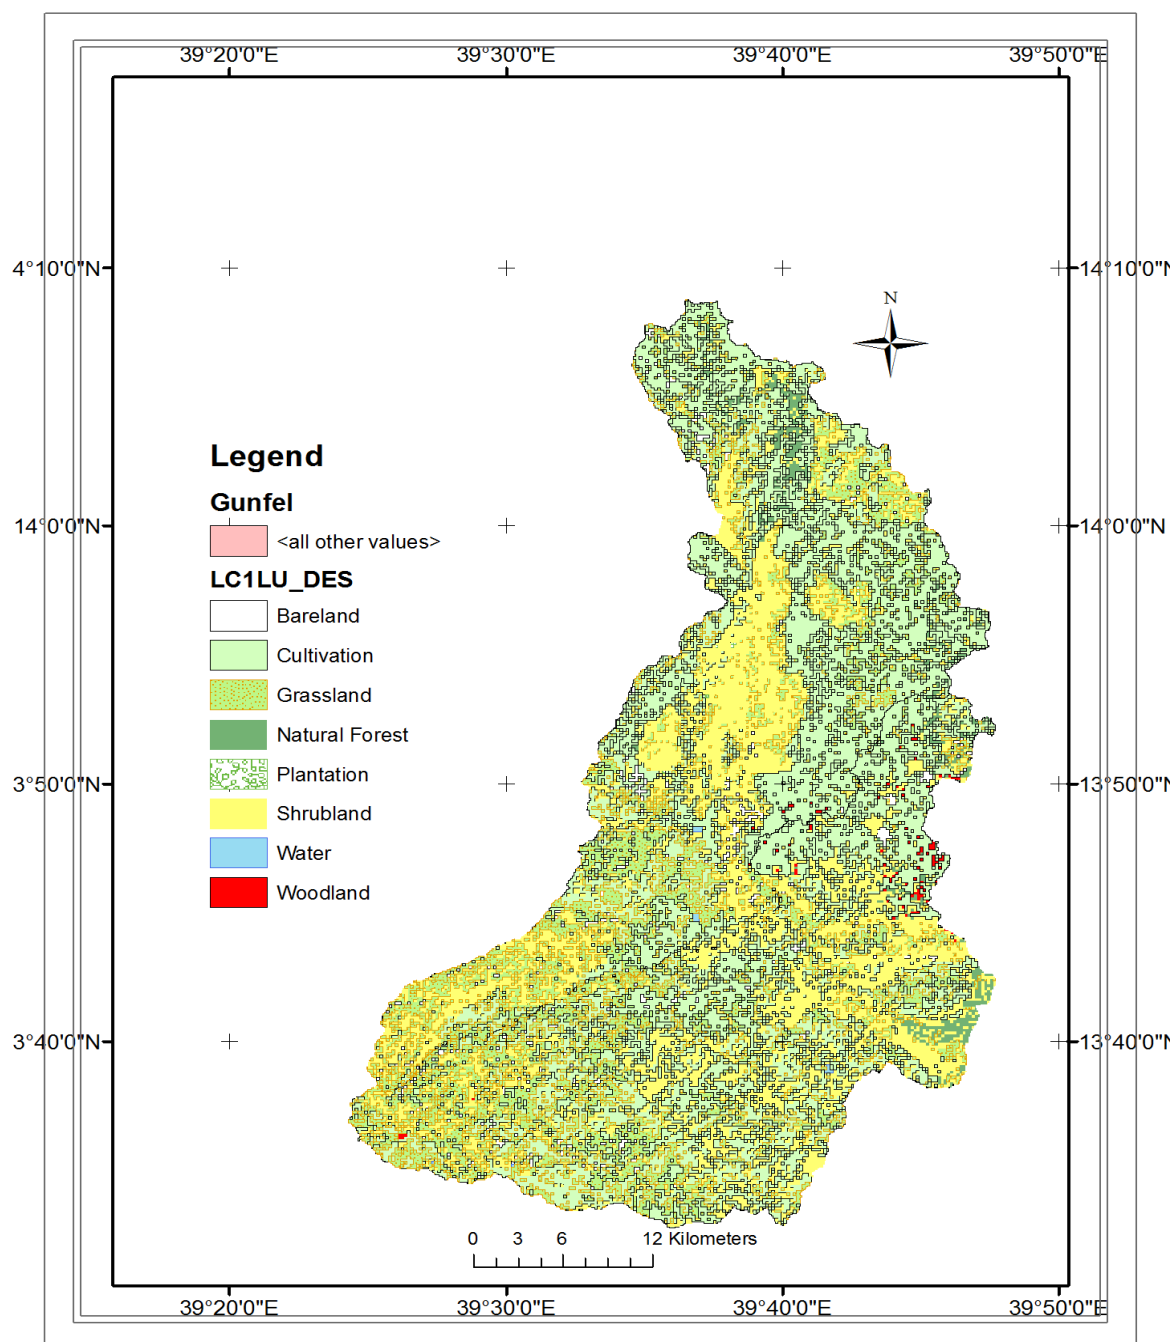 39°20'0"E 39°30'0"E 39°40'0"E 39°50'0"E
4°10'0"N 14°10'0"N
N
Legend
Gunfel
14°0'0"N 14°0'0"N
<all other values>
LC1LU_DES
Bareland
Cultivation
Grassland
Natural Forest
Plantation
3°50'0"N 13°50'0"N
Shrubland
Water
Woodland
3°40'0"N 13°40'0"N
0 3 6 12 Kilometers
39°20'0"E 39°30'0"E 39°40'0"E 39°50'0"E